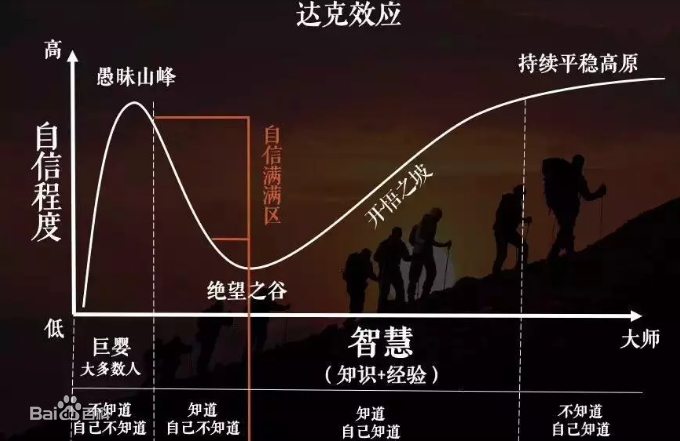 达克效应
高
愚昧山峰
持续平稳高原
自信程度
自信满满区
开悟之坡
绝望之谷
低
巨婴
大多数人
智慧
(知识+经验)
大师
不知道
自己不知道
知道
自己不知道
知道
自己知道
不知道
自己知道
Bai百科